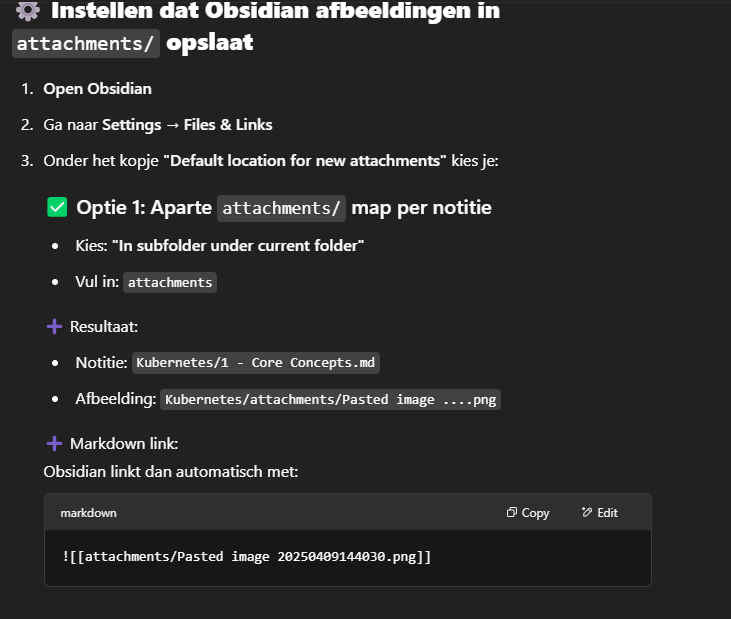 ⚙️ Instellen dat Obsidian afbeeldingen in
attachments/ opslaat
1. Open Obsidian
2. Ga naar Settings → Files & Links
3. Onder het kopje "Default location for new attachments" kies je:
✅ Optie 1: Aparte attachments/ map per notitie
• Kies: "In subfolder under current folder"
• Vul in: attachments
➕ Resultaat:
• Notitie: Kubernetes/1 - Core Concepts.md
• Afbeelding: Kubernetes/attachments/Pasted image ....png
➕ Markdown link:
Obsidian linkt dan automatisch met:
markdown Copy Edit
![[attachments/Pasted image 20250409144030.png]]